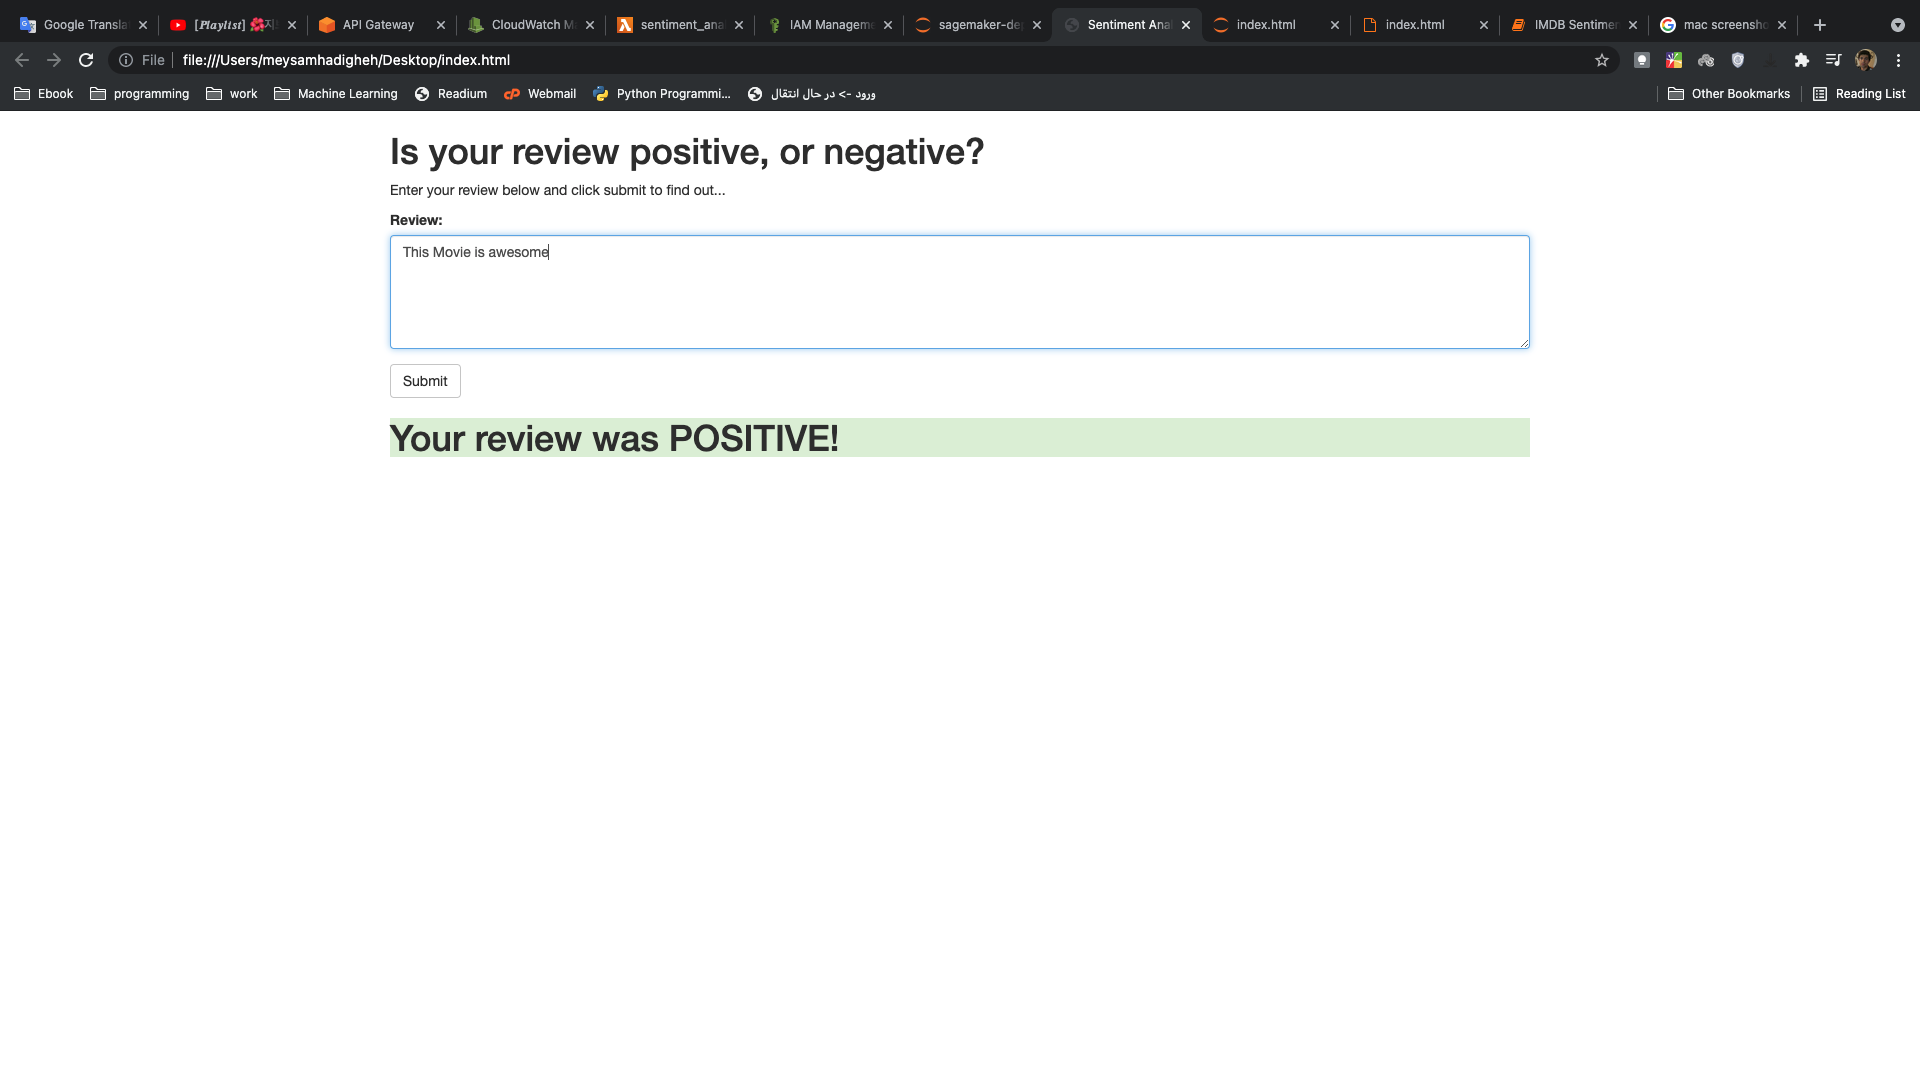 Google Transla
[Playlist] 🌺지
API Gateway
CloudWatch M
sentiment_ana
IAM Manageme
sagemaker-de
Sentiment Anal
index.html
index.html
IMDB Sentimen
mac screensho
File
file:///Users/meysamhadigheh/Desktop/index.html
Ebook
programming
work
Machine Learning
Readium
Webmail
Python Programmi...
ورود -> در حال انتقال
Other Bookmarks
Reading List
Is your review positive, or negative?
Enter your review below and click submit to find out...
Review:
This Movie is awesome
Submit
Your review was POSITIVE!